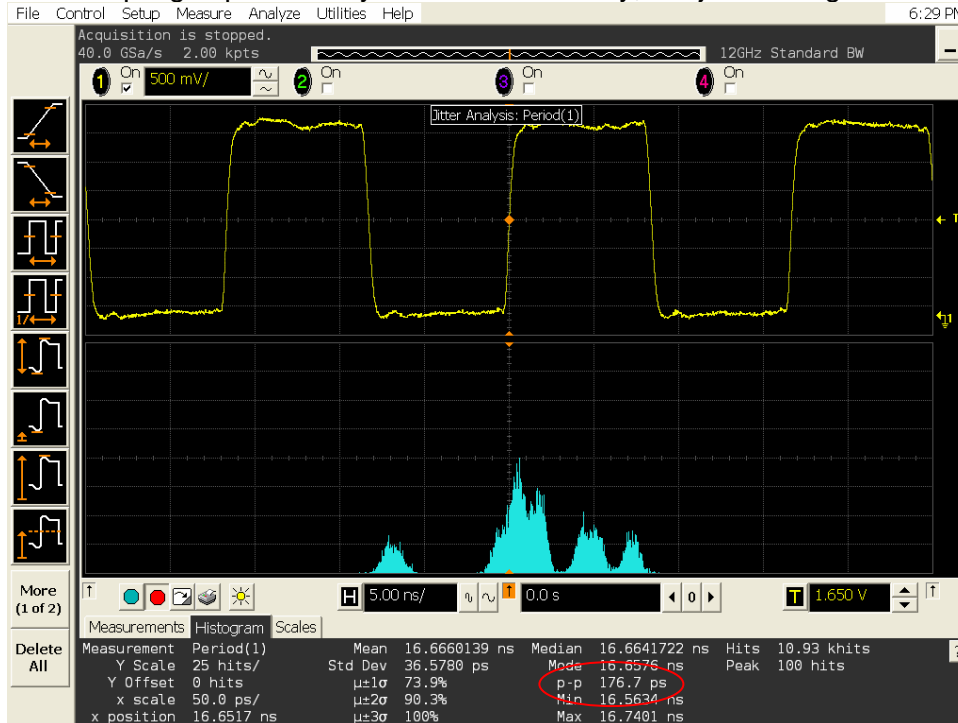 File Control Setup Measure Analyze Utilities Help 6:29 PM
Acquisition is stopped.
40.0 GSa/s 2.00 kpts 12GHz Standard BW
1 On 500 mV/ 2 On 3 On 4 On
Jitter Analysis: Period(1)
T
1
1/
More
(1 of 2)
Delete
All
H 5.00 ns/ 0.0 s 0 T 1.650 V
Measurements Histogram Scales
Measurement Period(1) Mean 16.6660139 ns Median 16.6641722 ns Hits 10.93 khits
Y Scale 25 hits/ Std Dev 36.5780 ps Mode 16.6576 ns Peak 100 hits
Y Offset 0 hits µ±1σ 73.9% p-p 176.7 ps
x scale 50.0 ps/ µ±2σ 90.3% Min 16.5634 ns
x position 16.6517 ns µ±3σ 100% Max 16.7401 ns